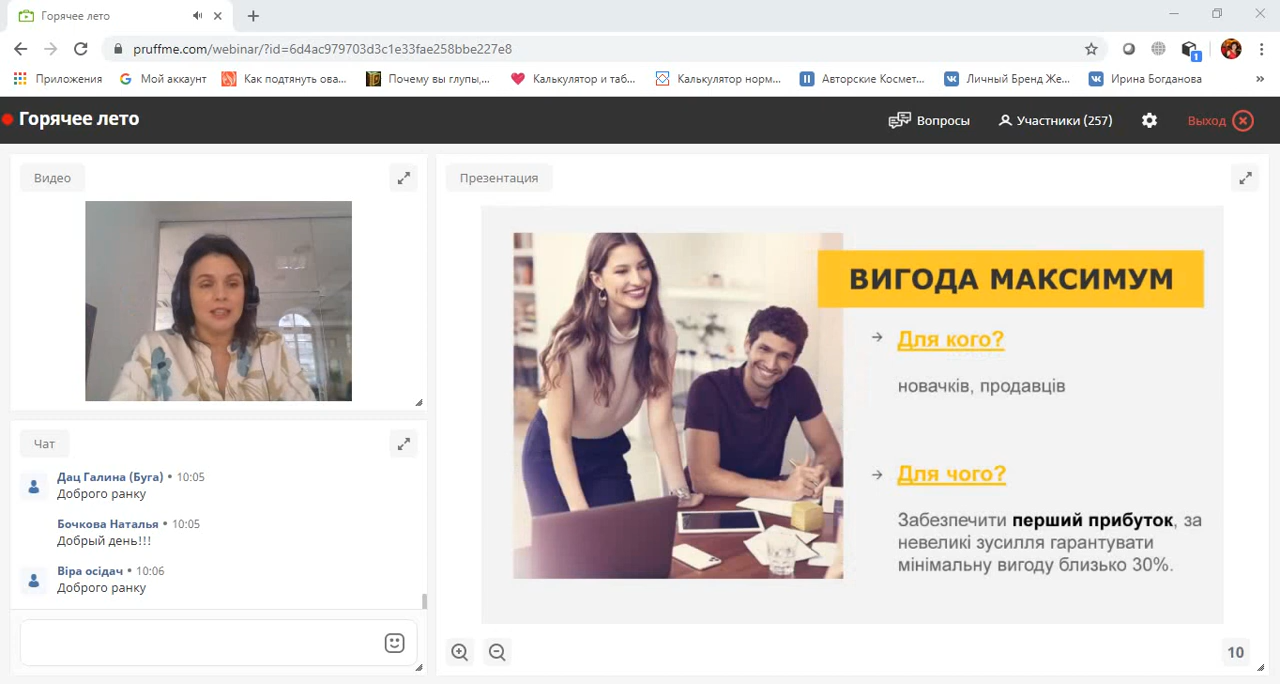 Горячее лето
pruffme.com/webinar/?id=6d4ac979703d3c1e33fae258bbe227e8
Приложения
Мой аккаунт
Как подтянуть ова...
Почему вы глупы,...
Калькулятор и таб...
Калькулятор норм...
Авторские Космет...
Личный Бренд Же...
Ирина Богданова
»
1
Горячее лето
Вопросы
Участники (257)
Выход
Видео
Презентация
ВИГОДА МАКСИМУМ
→ Для кого?
новачків, продавців
→ Для чого?
Забезпечити перший прибуток, за
невеликі зусилля гарантувати
мінімальну вигоду близько 30%.
Чат
Дац Галина (Буга) • 10:05
Доброго ранку
Бочкова Наталья • 10:05
Добрый день!!!
Віра осідач • 10:06
Доброго ранку
10